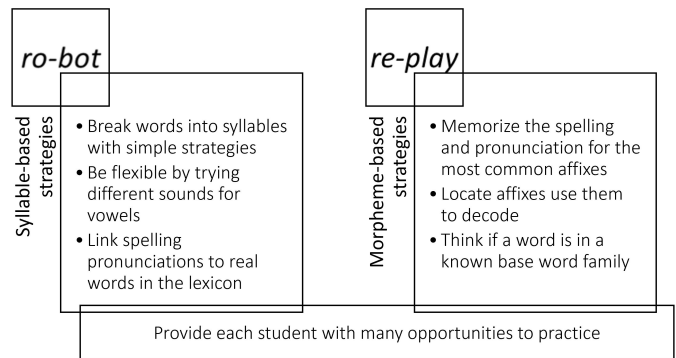 ro-bot
Syllable-based
strategies
• Break words into syllables
with simple strategies
• Be flexible by trying
different sounds for
vowels
• Link spelling
pronunciations to real
words in the lexicon
re-play
Morpheme-based
strategies
• Memorize the spelling
and pronunciation for the
most common affixes
• Locate affixes use them
to decode
• Think if a word is in a
known base word family
Provide each student with many opportunities to practice